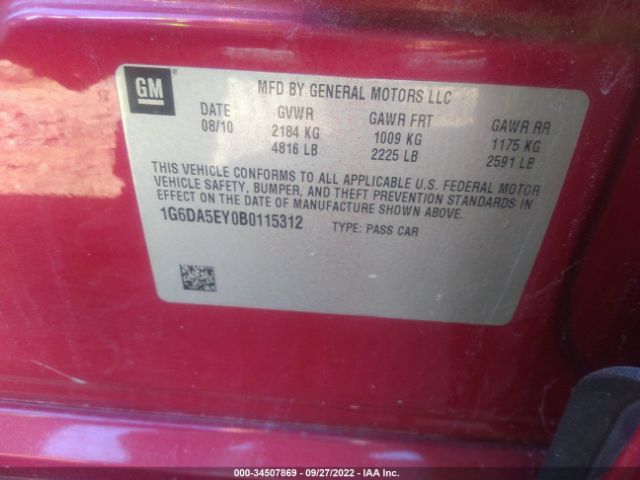 GM
MFD BY GENERAL MOTORS LLC
DATE GVWR GAWR FRT GAWR RR
08/10 2184 KG 1009 KG 1175 KG
4816 LB 2225 LB 2591 LB
THIS VEHICLE CONFORMS TO ALL APPLICABLE U.S. FEDERAL MOTOR
VEHICLE SAFETY, BUMPER, AND THEFT PREVENTION STANDARDS IN
EFFECT ON THE DATE OF MANUFACTURE SHOWN ABOVE.
1G6DA5EY0B0115312 TYPE: PASS CAR
000-34507869 - 09/27/2022 - IAA Inc.